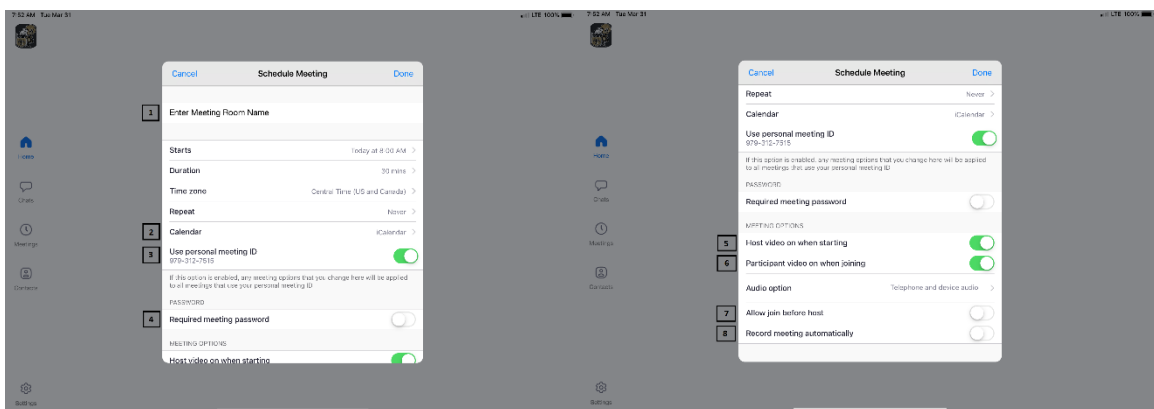 7:52 AM Tue Mar 31
LTE 100%
Cancel Schedule Meeting Done
1 Enter Meeting Room Name
Starts Today at 8:00 AM
Duration 30 mins
Time zone Central Time (US and Canada)
Repeat Never
2 Calendar iCalendar
3 Use personal meeting ID
979-312-7515
If this option is enabled, any meeting options that you change here will be applied
to all meetings that use your personal meeting ID
PASSWORD
4 Required meeting password
MEETING OPTIONS
Host video on when starting
Home
Chats
Meetings
Contacts
Settings
7:52 AM Tue Mar 31
LTE 100%
Cancel Schedule Meeting Done
Repeat Never
Calendar iCalendar
Use personal meeting ID
979-312-7515
If this option is enabled, any meeting options that you change here will be applied
to all meetings that use your personal meeting ID
PASSWORD
Required meeting password
MEETING OPTIONS
5 Host video on when starting
6 Participant video on when joining
Audio option Telephone and device audio
7 Allow join before host
8 Record meeting automatically
Home
Chats
Meetings
Contacts
Settings